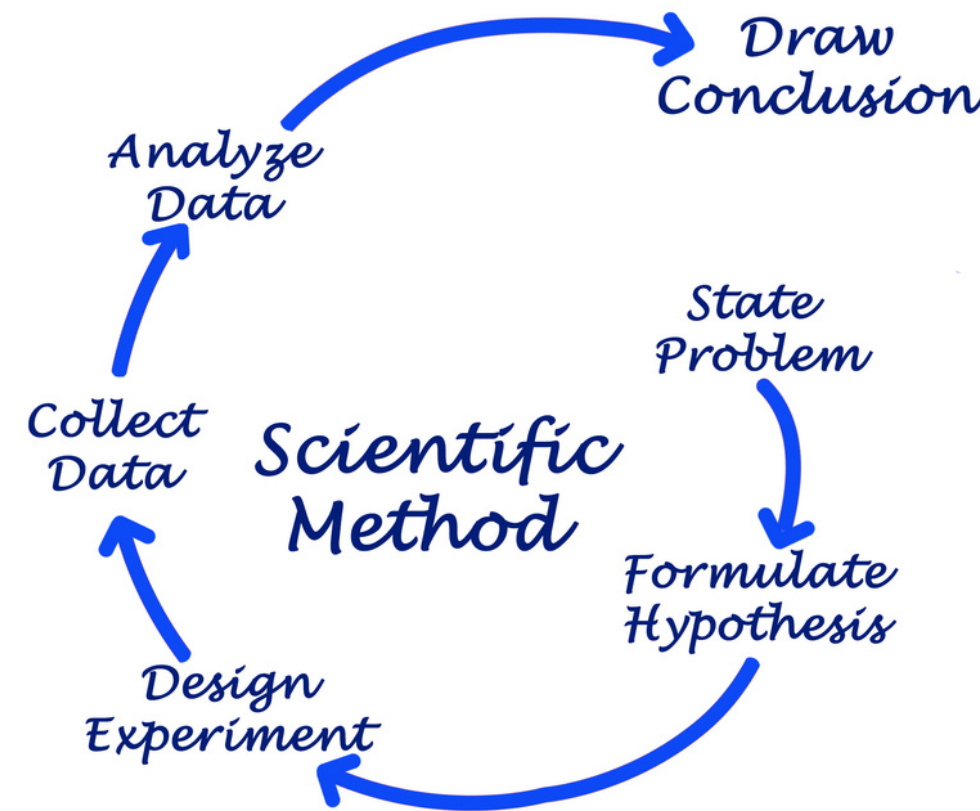 Draw
Conclusion
Analyze
Data
State
Problem
Collect
Data
Scientific
Method
Formulate
Hypothesis
Design
Experiment